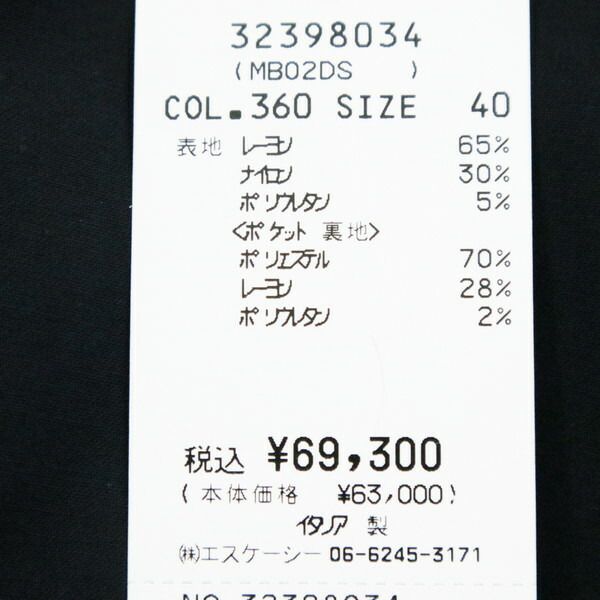 32398034
(MB02DS　　)
COL.360 SIZE　40
表地 レーヨン　65%
ナイロン　30%
ポリウレタン　5%
<ポケット 裏地>
ポリエステル　70%
レーヨン　28%
ポリウレタン　2%
税込 ¥69,300
(本体価格　¥63,000)
イタリア 製
㈱エスケーシー 06-6245-3171
NO.32398034